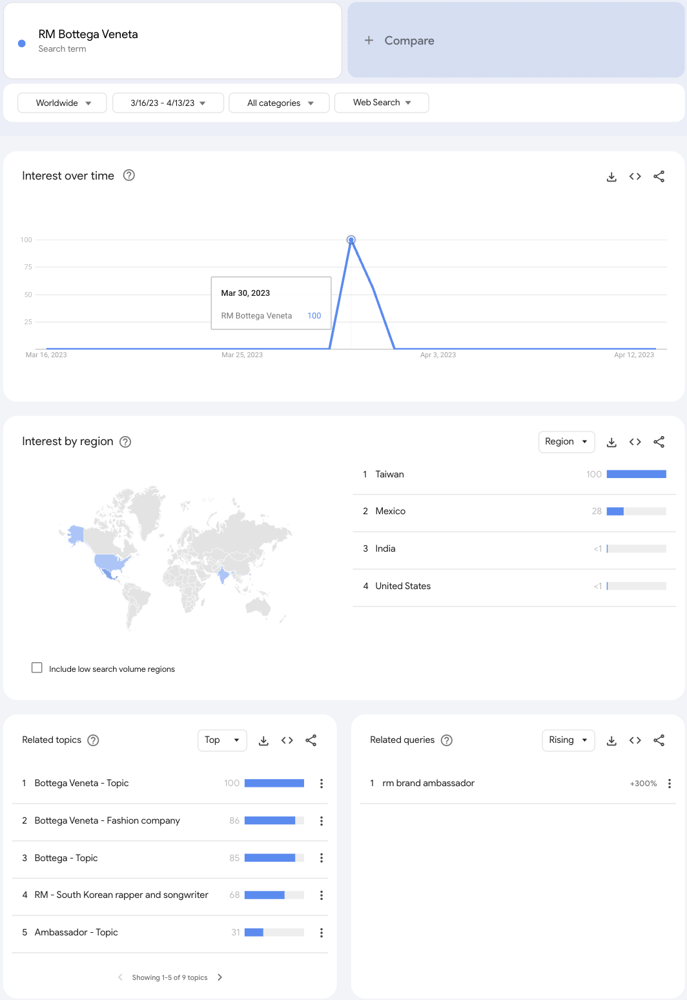 RM Bottega Veneta
Search term
+ Compare
Worldwide
3/16/23 - 4/13/23
All categories
Web Search
Interest over time
100
75
50
25
Mar 30, 2023
RM Bottega Veneta 100
Mar 16, 2023 Mar 25, 2023 Apr 3, 2023 Apr 12, 2023
Interest by region
Region
1 Taiwan 100
2 Mexico 28
3 India <1
4 United States <1
Include low search volume regions
Related topics
Top
1 Bottega Veneta - Topic 100
2 Bottega Veneta - Fashion company 86
3 Bottega - Topic 85
4 RM - South Korean rapper and songwriter 68
5 Ambassador - Topic 31
Showing 1-5 of 9 topics
Related queries
Rising
1 rm brand ambassador +300%